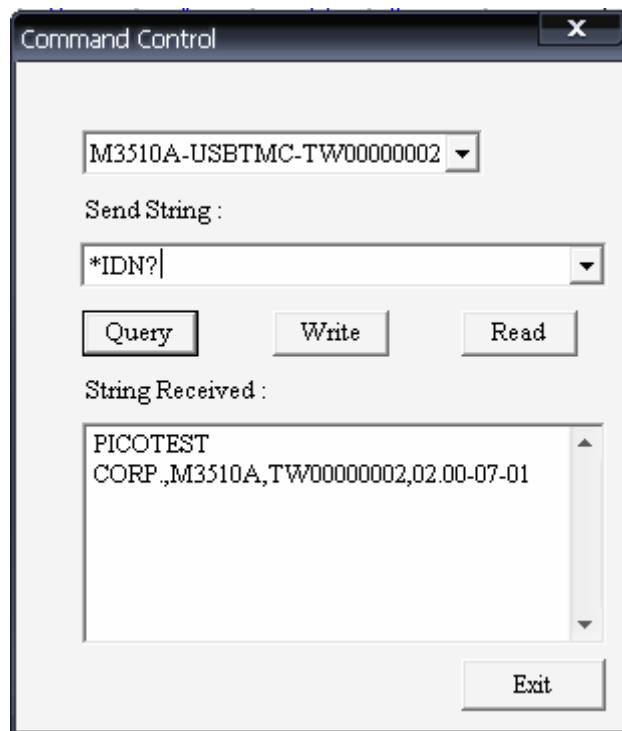 Command Control
X
M3510A-USBTMC-TW00000002
Send String :
*IDN?
Query Write Read
String Received :
PICOTEST
CORP.,M3510A,TW00000002,02.00-07-01
Exit